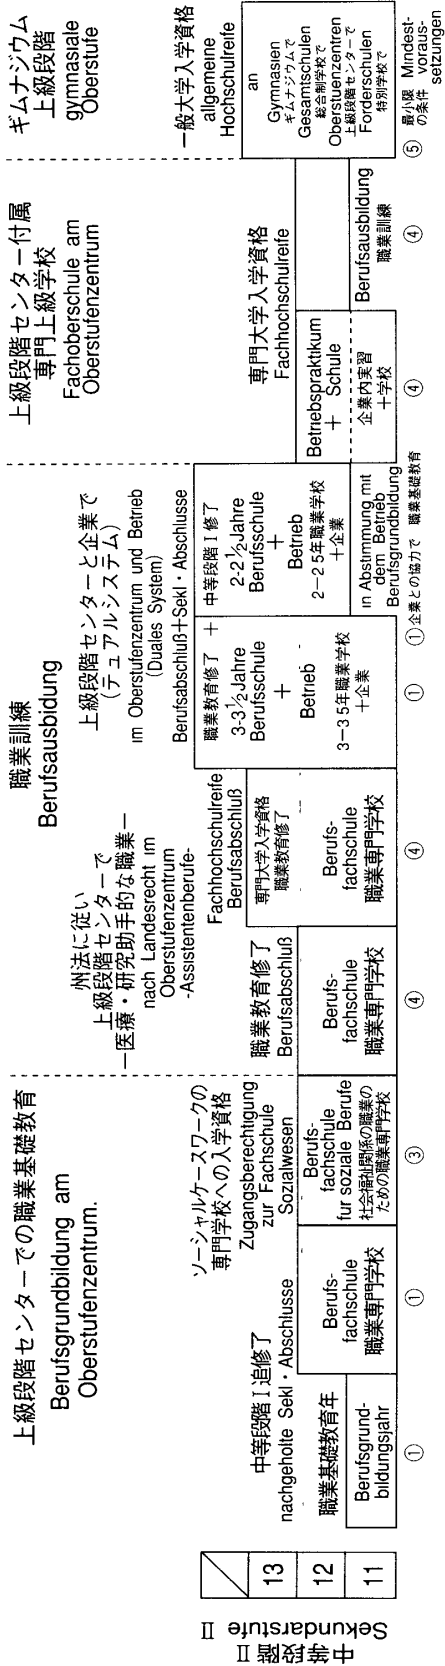 上級段階センターでの職業基礎教育
Berufsgrundbildung am
Oberstufenzentrum.
職業訓練
Berufsausbidung
州法に従い
上級段階センターで
―医療・研究助手的な職業―
nach Landesrecht im
Oberstufenzentrum
-Assistentenberufe-
上級段階センターと企業で
(デュアルシステム)
im Oberstufenzentrum und Betrieb
(Duales System)
上級段階センター付属
専門上級学校
Fachoberschule am
Oberstufenzentrum
ギムナジウム
上級段階
gymnasiale
Oberstufe
中等段階 II
Sekundarstufe II
13
12
11
中等段階 I 追修了
nachgeholte SekI・Abschlusse
職業基礎教育年
Berufsgrund-
bildungsjahr
①
Berufs-
fachschule
職業専門学校
①
ソーシャルケースワークの
専門学校への入学資格
Zugangsberechtigung
zur Fachschule
Sozialwesen
Berufs-
fachschule
fur soziale Berufe
社会福祉関係の職業の
ための職業専門学校
③
職業教育修了
Berufsabschluß
Berufs-
fachschule
職業専門学校
④
Fachhochschulreife
Berufsabschluß
専門大学入学資格
職業教育修了
Berufs-
fachschule
職業専門学校
④
Berufsabschluß+SekI・Abschlusse
職業教育修了 +
3-3½Jahre
Berufsschule
+
Betrieb
3―3 5年職業学校
+企業
①
中等段階 I 修了
2-2½Jahre
Berufsschule
+
Betrieb
2―2 5年職業学校
+企業
in Abstimmung mit
dem Betrieb
Berufsgrundbildung
①企業との協力で 職業基礎教育
専門大学入学資格
Fachhochschulreife
Betriebspraktikum
+
Schule
企業内実習
+学校
④
Berufsausbildung
職業訓練
④
一般大学入学資格
allgemeine
Hochschulreife
an
Gymnasien
ギムナジウムで
Gesamtschulen
総合制学校で
Oberstuenzentren
上級段階センターで
Forderschulen
特別学校で
⑤
最小限 Mindest-
の条件 voraus-
setzungen